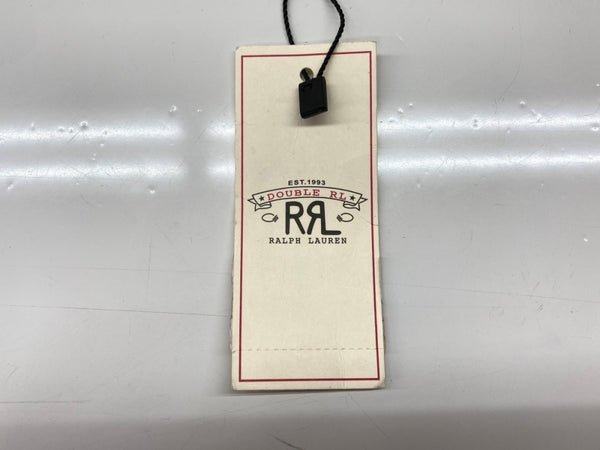 EST.1993
DOUBLE RL
RRL
RALPH LAUREN